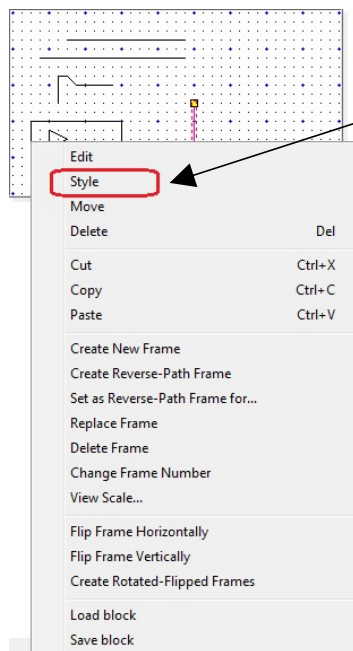 Edit
Style
Move
Delete Del
Cut Ctrl+X
Copy Ctrl+C
Paste Ctrl+V
Create New Frame
Create Reverse-Path Frame
Set as Reverse-Path Frame for...
Replace Frame
Delete Frame
Change Frame Number
View Scale...
Flip Frame Horizontally
Flip Frame Vertically
Create Rotated-Flipped Frames
Load block
Save block